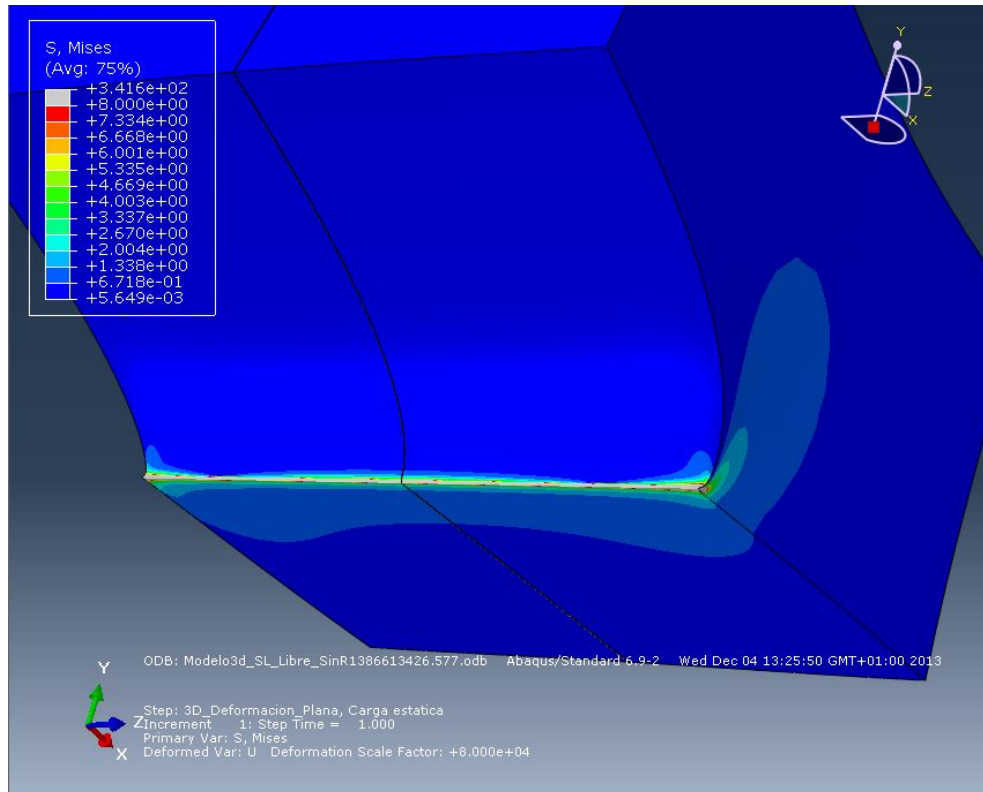 S, Mises
(Avg: 75%)
+3.416e+02
+8.000e+00
+7.334e+00
+6.668e+00
+6.001e+00
+5.335e+00
+4.669e+00
+4.003e+00
+3.337e+00
+2.670e+00
+2.004e+00
+1.338e+00
+6.718e-01
+5.649e-03
Y
Z
X
ODB: Modelo3d_SL_Libre_SinR1386613426.577.odb Abaqus/Standard 6.9-2 Wed Dec 04 13:25:50 GMT+01:00 2013
Y
Z
X
Step: 3D_Deformacion_Plana, Carga estatica
Increment 1: Step Time = 1.000
Primary Var: S, Mises
Deformed Var: U Deformation Scale Factor: +8.000e+04